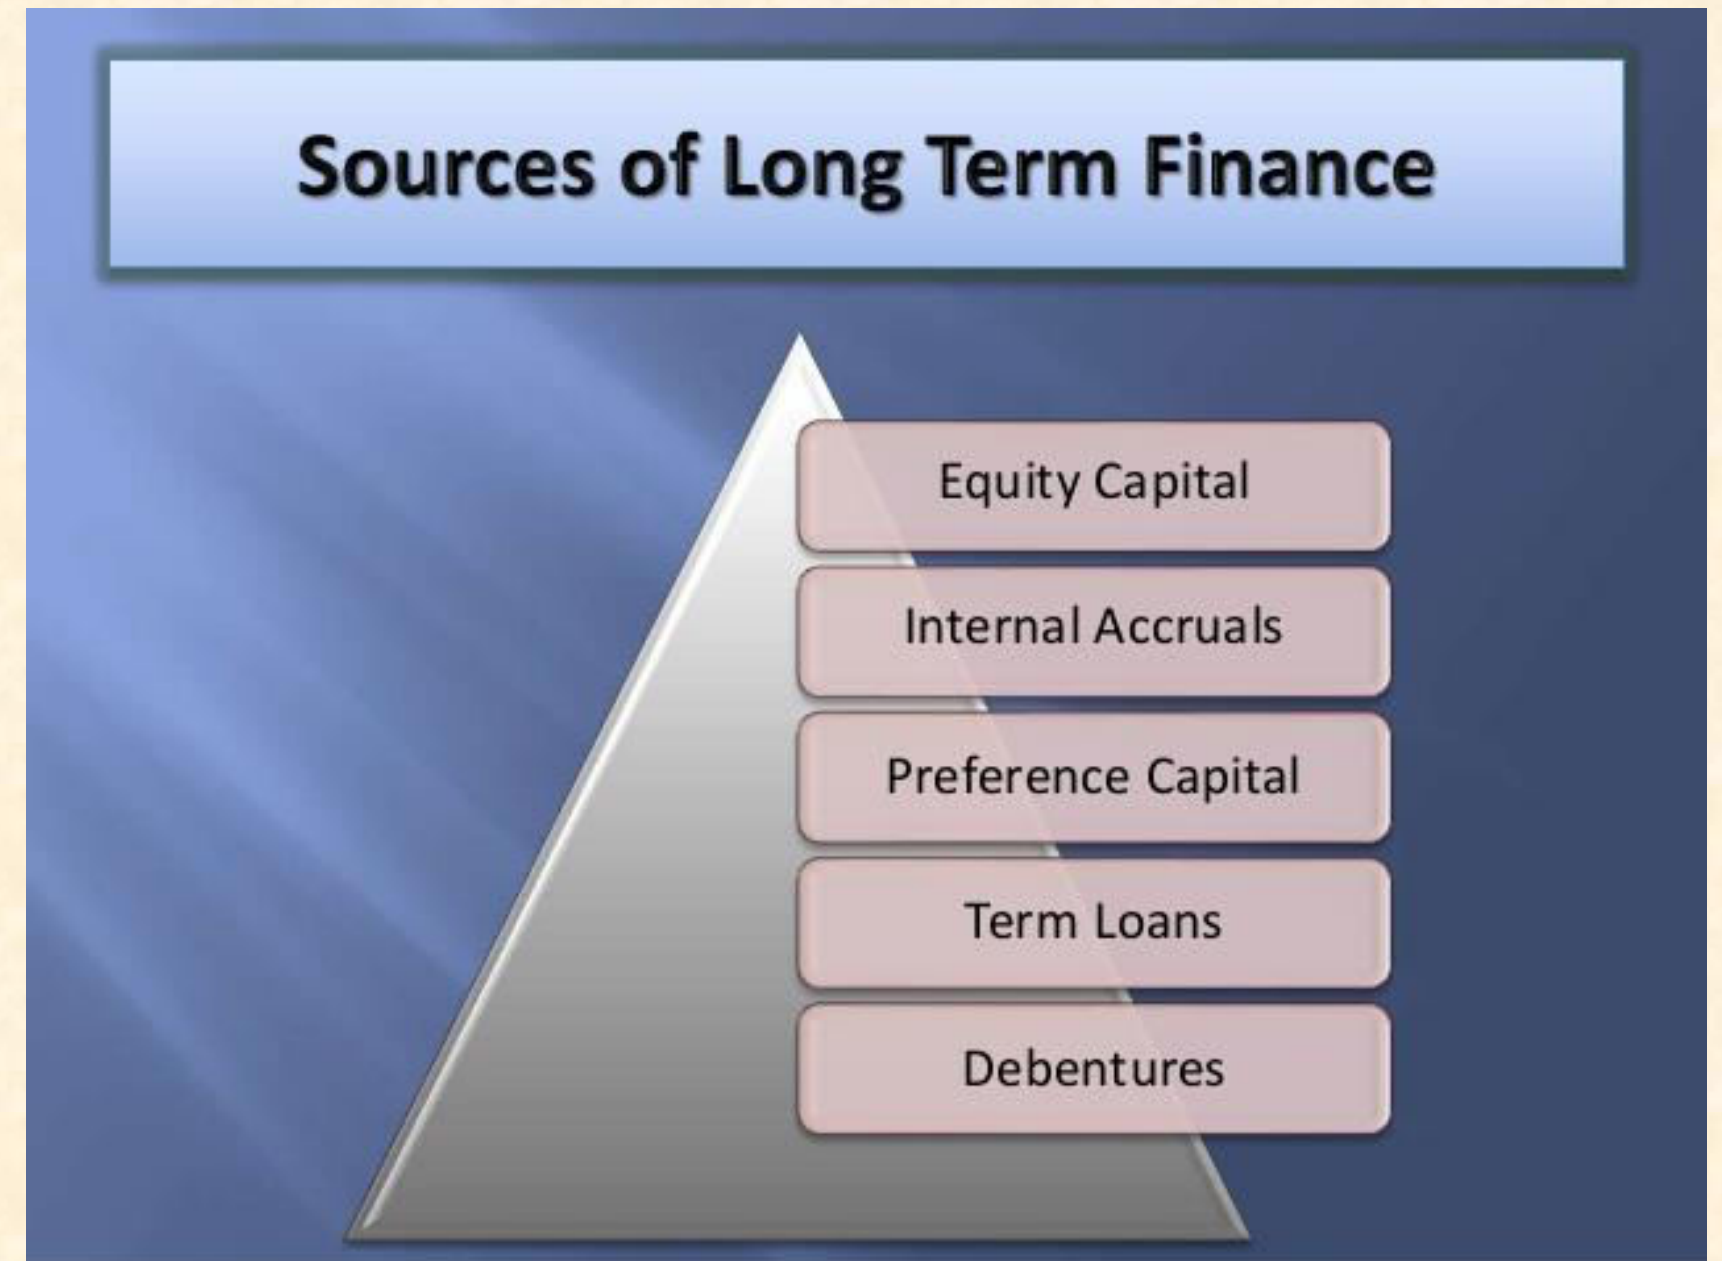 Sources of Long Term Finance
Equity Capital
Internal Accruals
Preference Capital
Term Loans
Debentures